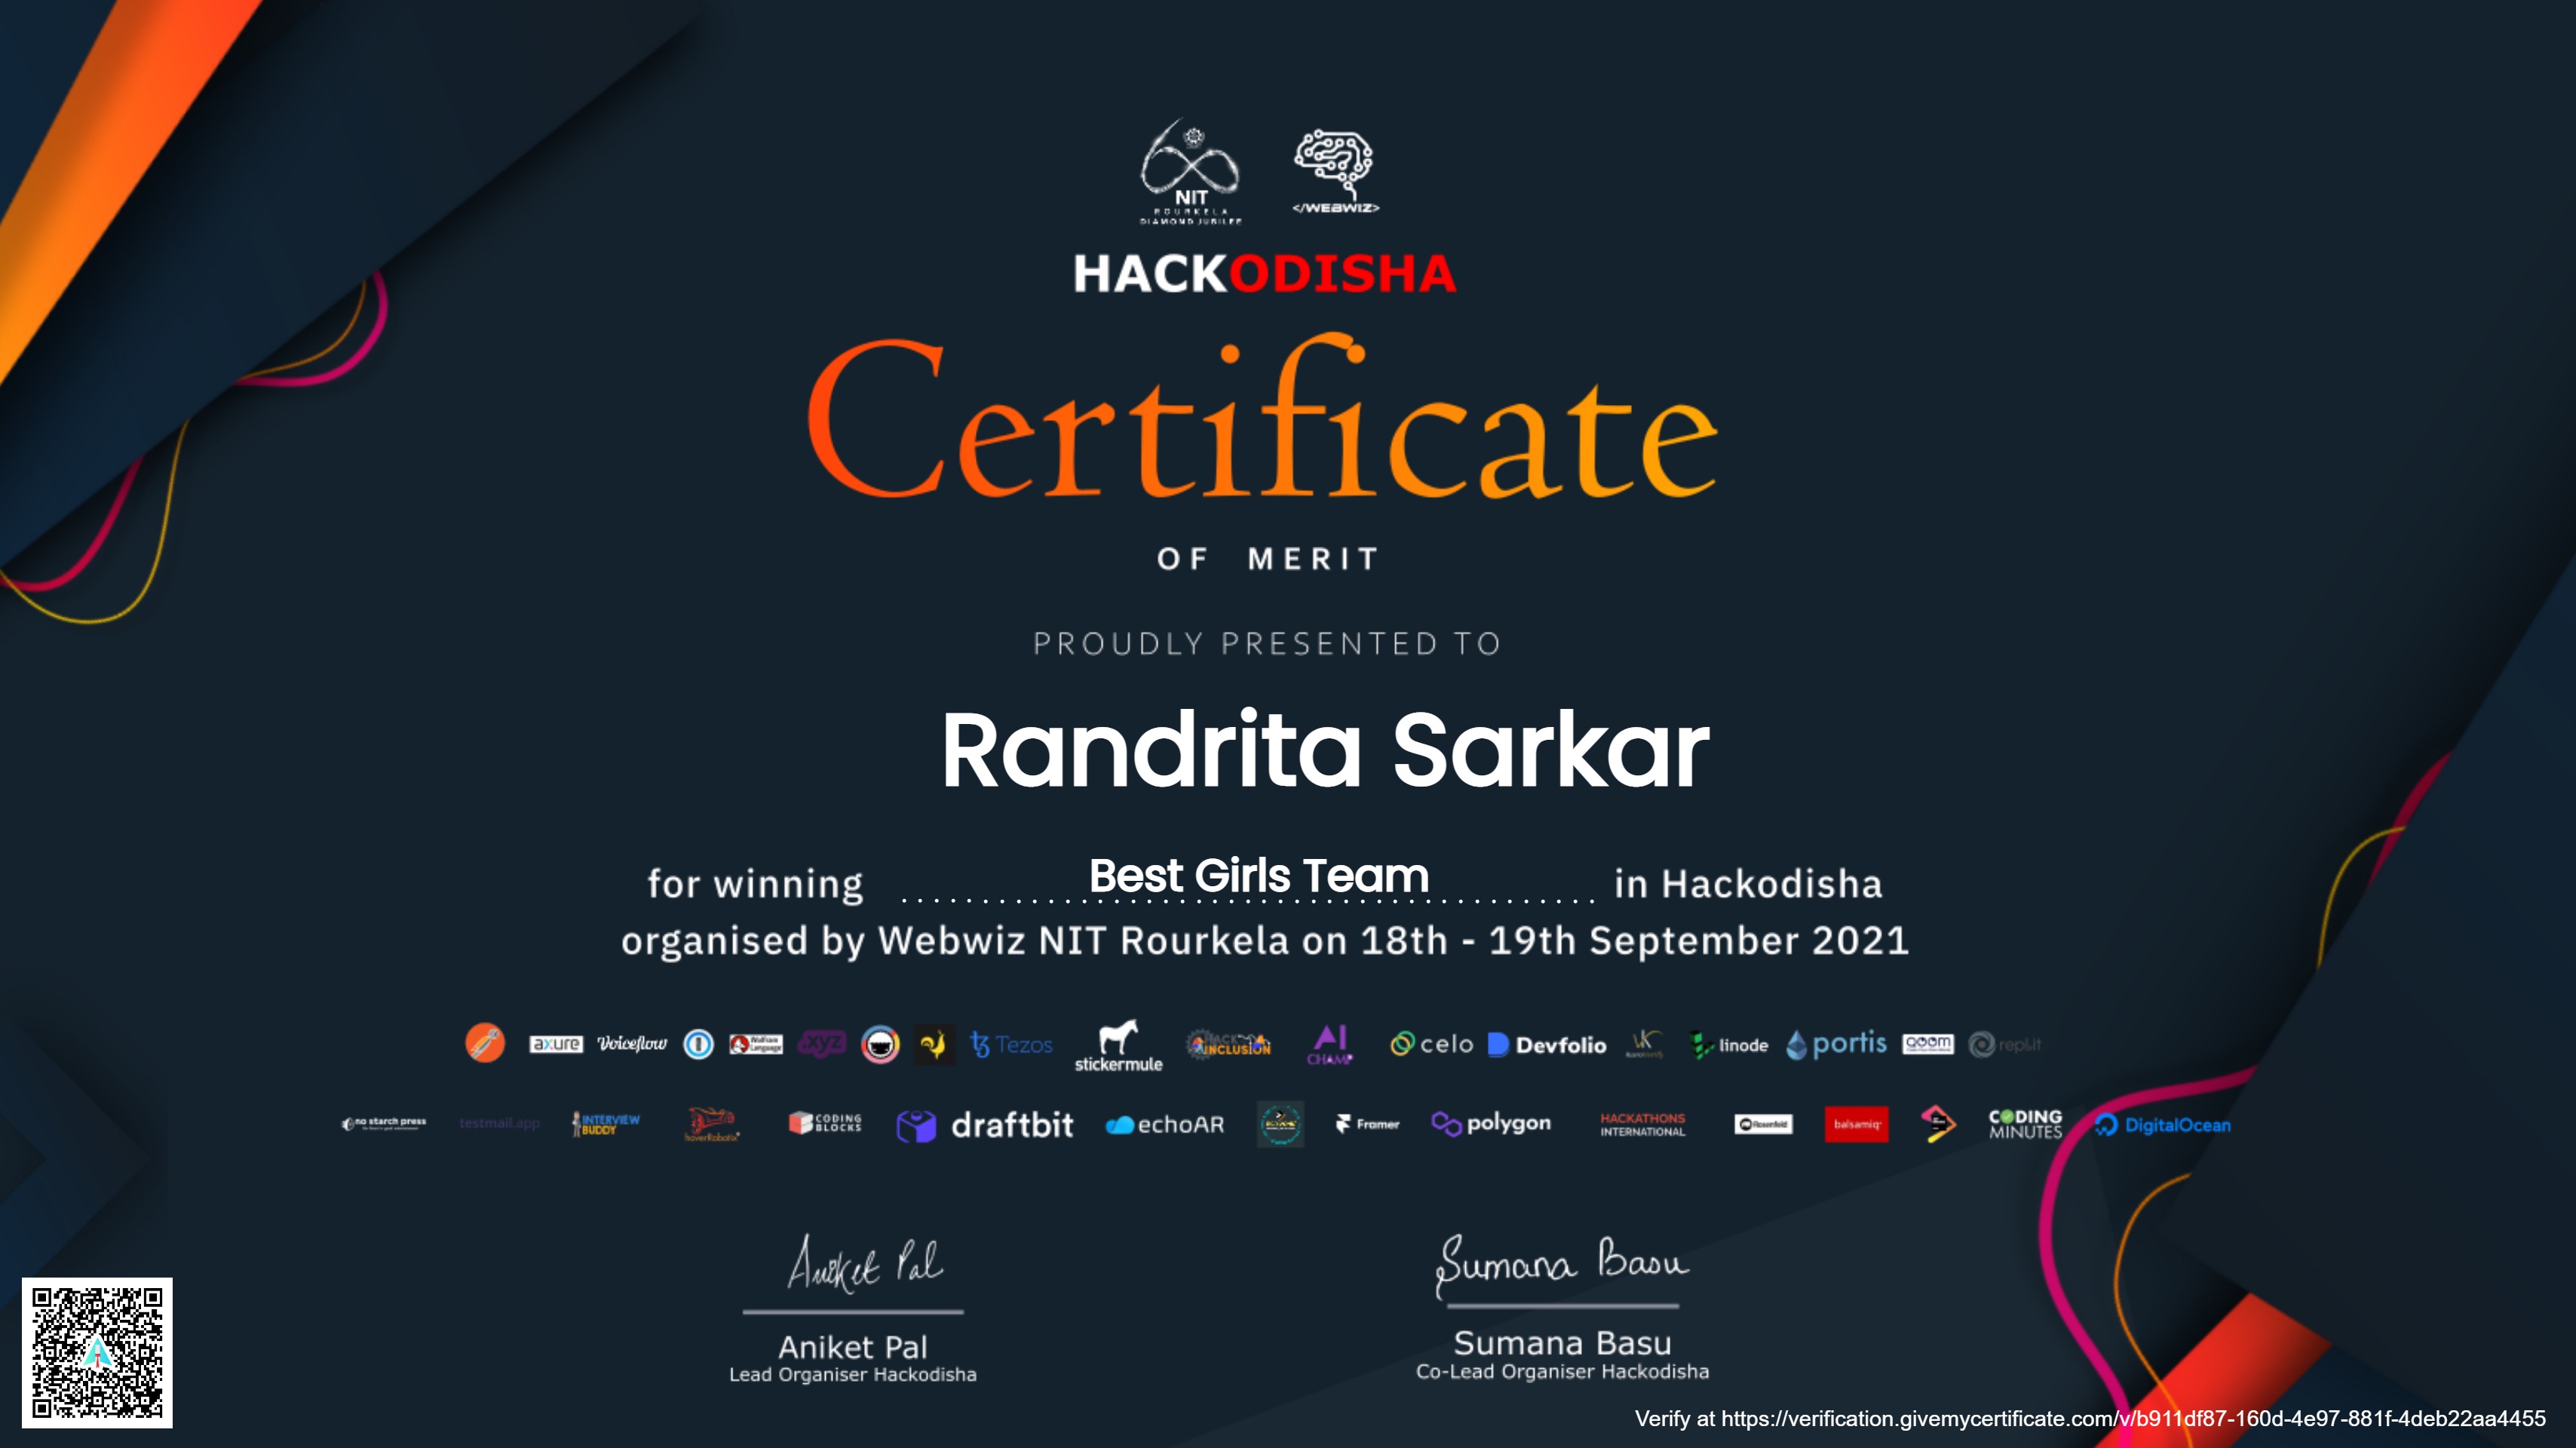 NIT
ROURKELA
DIAMOND JUBILEE
</WEBWIZ>
HACKODISHA
Certificate
OF MERIT
PROUDLY PRESENTED TO
Randrita Sarkar
for winning Best Girls Team in Hackodisha
organised by Webwiz NIT Rourkela on 18th - 19th September 2021
axure Voiceflow Wolfram Language .xyz Tezos stickermule HACK INCLUSION AI CHAMP celo Devfolio linode portis qoom repl.it
no starch press testmail.app INTERVIEW BUDDY hoverRobotix CODING BLOCKS draftbit echoAR Framer polygon HACKATHONS INTERNATIONAL Rosenfeld balsamiq CODING MINUTES DigitalOcean
Aniket Pal Sumana Basu
Aniket Pal Sumana Basu
Lead Organiser Hackodisha Co-Lead Organiser Hackodisha
Verify at https://verification.givemycertificate.com/v/b911df87-160d-4e97-881f-4deb22aa4455